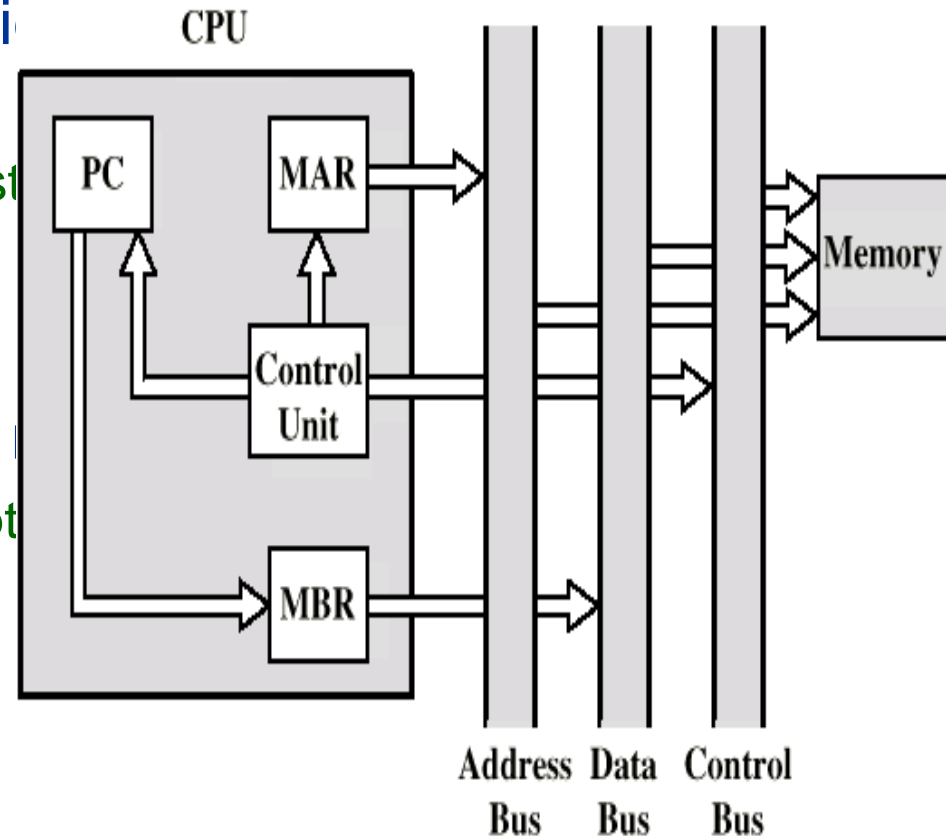 CPU
PC
MAR
Memory
Control
Unit
MBR
Address Data Control
Bus Bus Bus